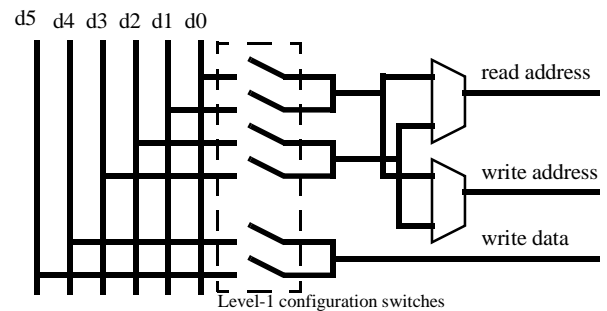 d5 d4 d3 d2 d1 d0
read address
write address
write data
Level-1 configuration switches